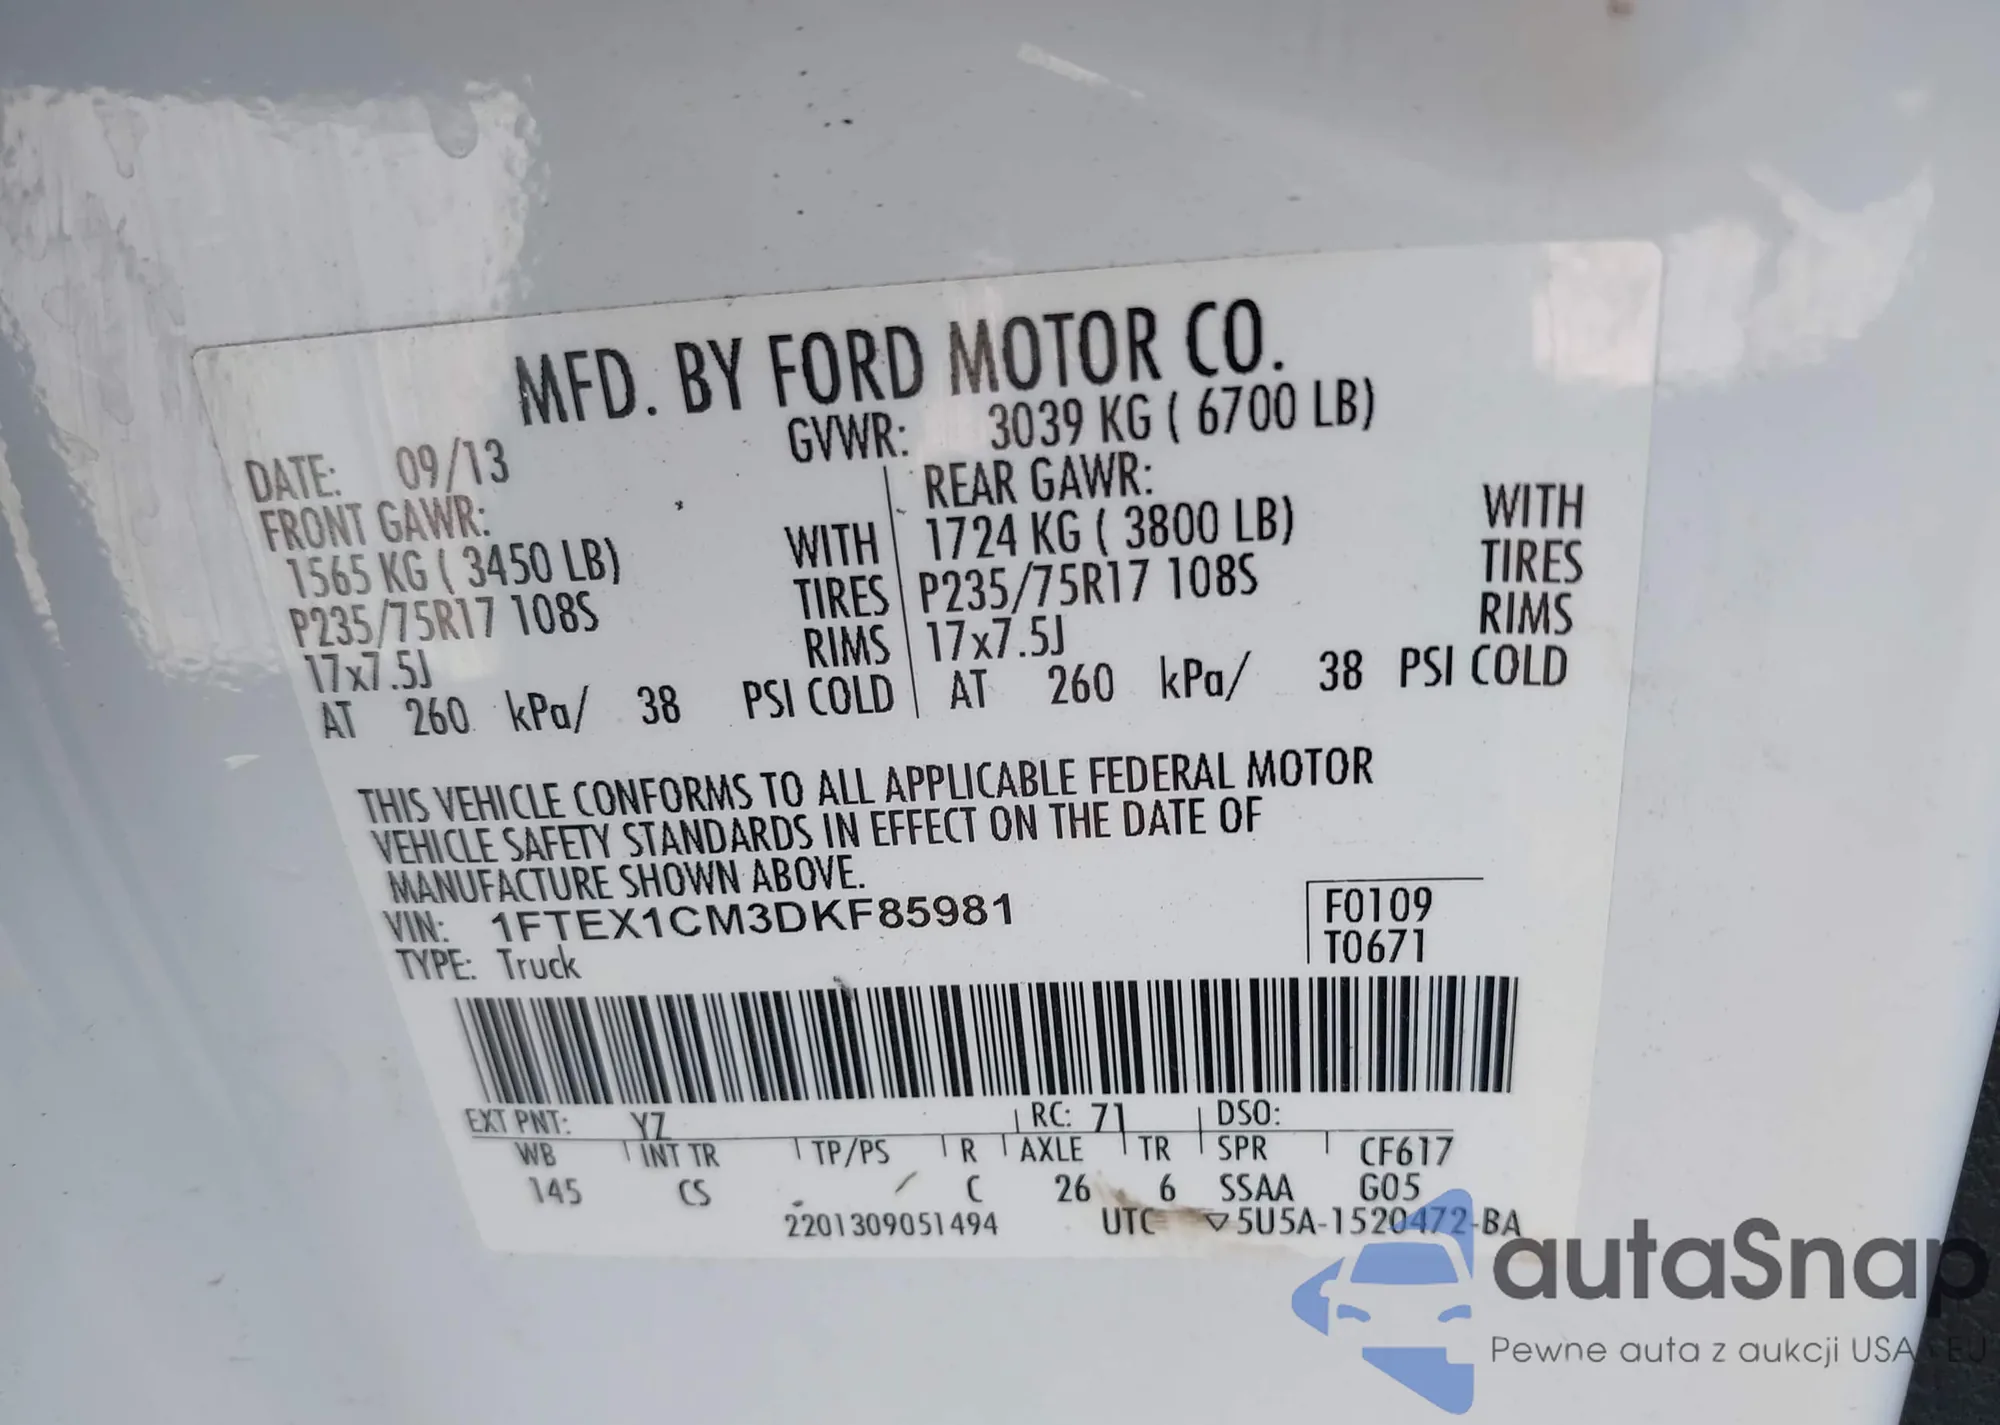 MFD. BY FORD MOTOR CO.
DATE: 09/13 GVWR: 3039 KG ( 6700 LB)
FRONT GAWR: REAR GAWR:
1565 KG ( 3450 LB) WITH 1724 KG ( 3800 LB) WITH
P235/75R17 108S TIRES P235/75R17 108S TIRES
17x7.5J RIMS 17x7.5J RIMS
AT 260 kPa/ 38 PSI COLD AT 260 kPa/ 38 PSI COLD
THIS VEHICLE CONFORMS TO ALL APPLICABLE FEDERAL MOTOR
VEHICLE SAFETY STANDARDS IN EFFECT ON THE DATE OF
MANUFACTURE SHOWN ABOVE.
VIN: 1FTEX1CM3DKF85981 F0109
TYPE: Truck T0671
EXT PNT: YZ RC: 71 DSO:
WB INT TR TP/PS R AXLE TR SPR CF617
145 CS / C 26 6 SSAA G05
2201309051494 UTC ▽5U5A-1520472-BA
autaSnap
Pewne auta z aukcji USA i EU